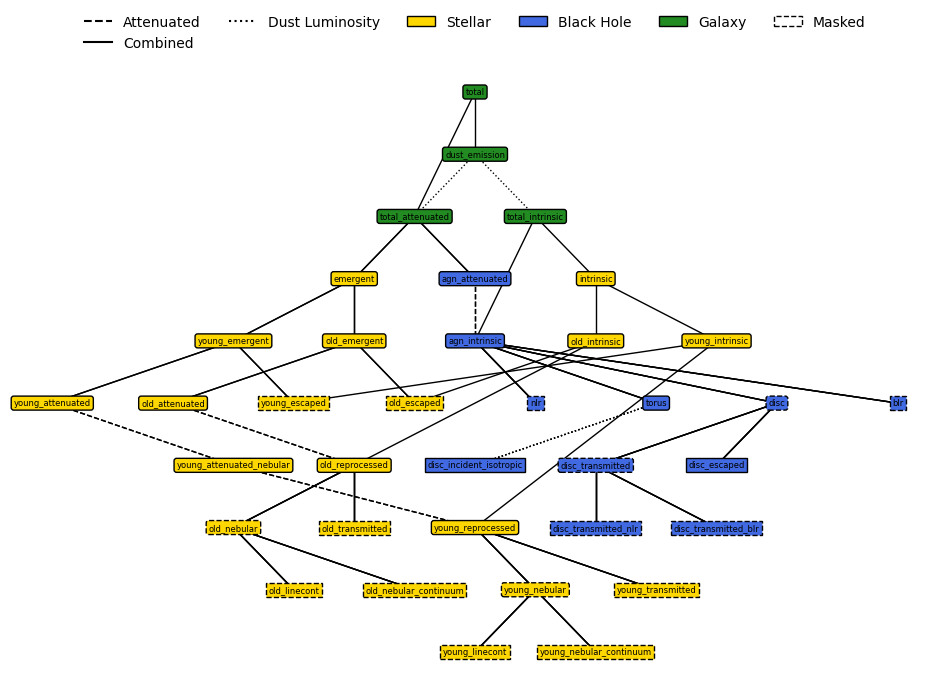 Attenuated Dust Luminosity Stellar Black Hole Galaxy Masked
Combined
total
dust_emission
total_attenuated total_intrinsic
emergent agn_attenuated intrinsic
young_emergent old_emergent agn_intrinsic old_intrinsic young_intrinsic
young_attenuated old_attenuated young_escaped old_escaped nlr torus disc blr
young_attenuated_nebular old_reprocessed disc_incident_isotropic disc_transmitted disc_escaped
old_nebular old_transmitted young_reprocessed disc_transmitted_nlr disc_transmitted_blr
old_linecont old_nebular_continuum young_nebular young_transmitted
young_linecont young_nebular_continuum